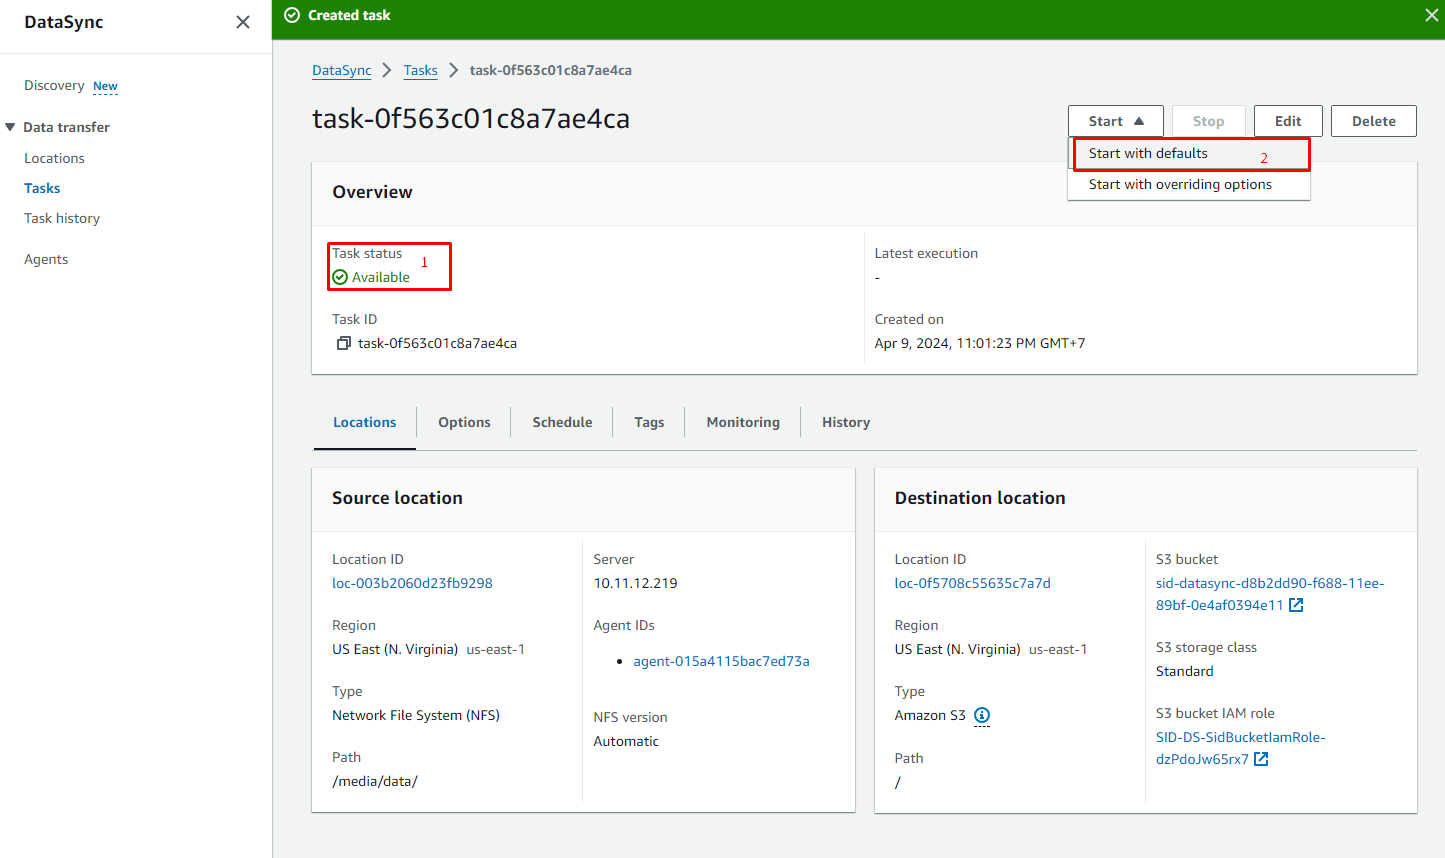 DataSync
Discovery New
Data transfer
Locations
Tasks
Task history
Agents
Created task
DataSync Tasks task-0f563c01c8a7ae4ca
task-0f563c01c8a7ae4ca
Start Stop Edit Delete
Start with defaults 2
Start with overriding options
Overview
Task status 1
Available
Latest execution
-
Task ID
task-0f563c01c8a7ae4ca
Created on
Apr 9, 2024, 11:01:23 PM GMT+7
Locations Options Schedule Tags Monitoring History
Source location
Location ID
loc-003b2060d23fb9298
Region
US East (N. Virginia) us-east-1
Type
Network File System (NFS)
Path
/media/data/
Server
10.11.12.219
Agent IDs
• agent-015a4115bac7ed73a
NFS version
Automatic
Destination location
Location ID
loc-0f5708c55635c7a7d
Region
US East (N. Virginia) us-east-1
Type
Amazon S3
Path
/
S3 bucket
sid-datasync-d8b2dd90-f688-11ee-
89bf-0e4af0394e11
S3 storage class
Standard
S3 bucket IAM role
SID-DS-SidBucketIamRole-
dzPdoJw65rx7